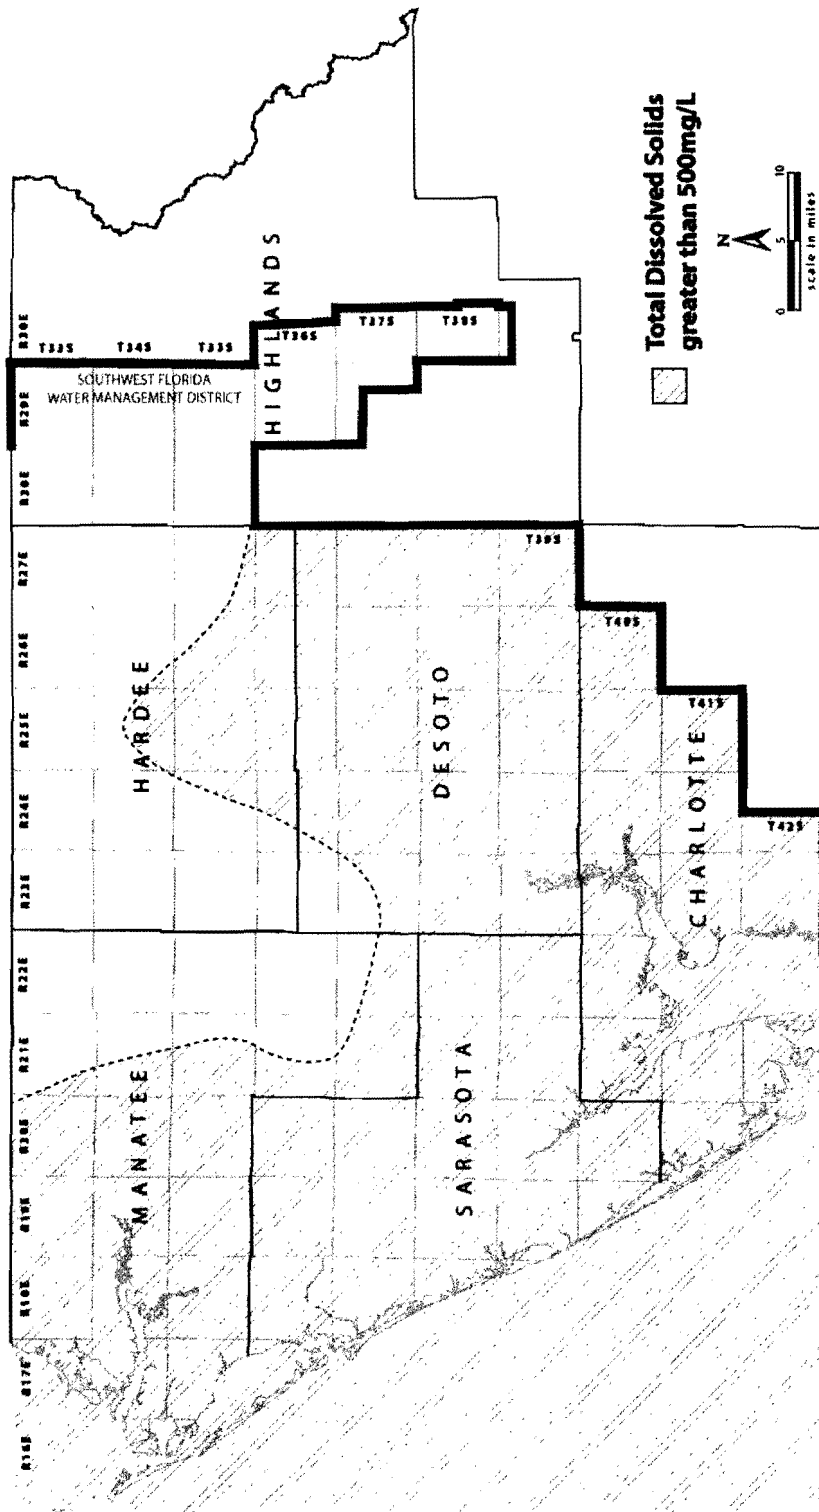 R16E
R17E
R18E
R19E
R20E
R21E
R22E
R23E
R24E
R25E
R26E
R27E
R28E
R29E
R30E
T33S
T34S
T35S
T36S
T37S
T38S
T39S
T40S
T41S
T42S
SOUTHWEST FLORIDA
WATER MANAGEMENT DISTRICT
MANATEE
HARDEE
HIGHLANDS
SARASOTA
DESOTO
CHARLOTTE
Total Dissolved Solids
greater than 500mg/L
N
0 5 10
scale in miles